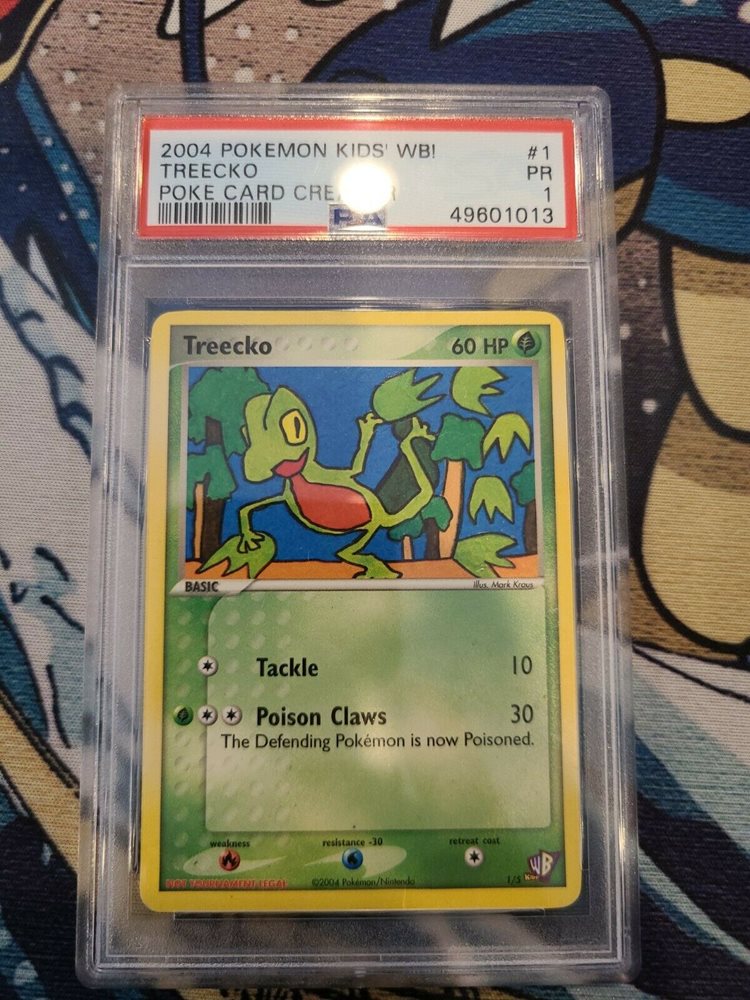 2004 POKEMON KIDS' WB! #1
TREECKO PR
POKE CARD 1
49601013
Treecko 60 HP
BASIC Illus. Mark Kraus
Tackle 10
Poison Claws 30
The Defending Pokémon is now Poisoned.
weakness resistance -30 retreat cost
NOT TOURNAMENT LEGAL ©2004 Pokémon/Nintendo 1/5 WB